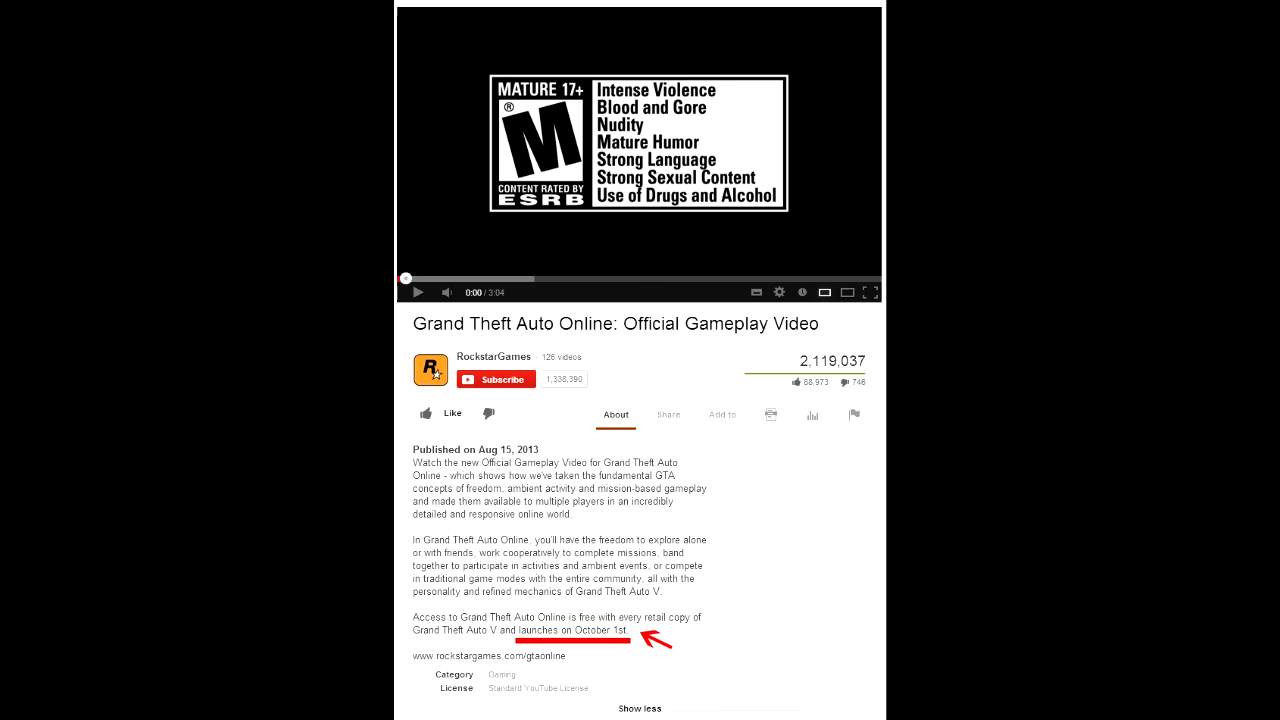 MATURE 17+
®
M
CONTENT RATED BY
ESRB
Intense Violence
Blood and Gore
Nudity
Mature Humor
Strong Language
Strong Sexual Content
Use of Drugs and Alcohol
0:00 / 3:04
Grand Theft Auto Online: Official Gameplay Video
R
RockstarGames · 126 videos
Subscribe 1,338,390
2,119,037
88,973 746
Like
About Share Add to
Published on Aug 15, 2013
Watch the new Official Gameplay Video for Grand Theft Auto
Online - which shows how we've taken the fundamental GTA
concepts of freedom, ambient activity and mission-based gameplay
and made them available to multiple players in an incredibly
detailed and responsive online world.
In Grand Theft Auto Online, you'll have the freedom to explore alone
or with friends, work cooperatively to complete missions, band
together to participate in activities and ambient events, or compete
in traditional game modes with the entire community, all with the
personality and refined mechanics of Grand Theft Auto V.
Access to Grand Theft Auto Online is free with every retail copy of
Grand Theft Auto V and launches on October 1st.
www.rockstargames.com/gtaonline
Category Gaming
License Standard YouTube License
Show less